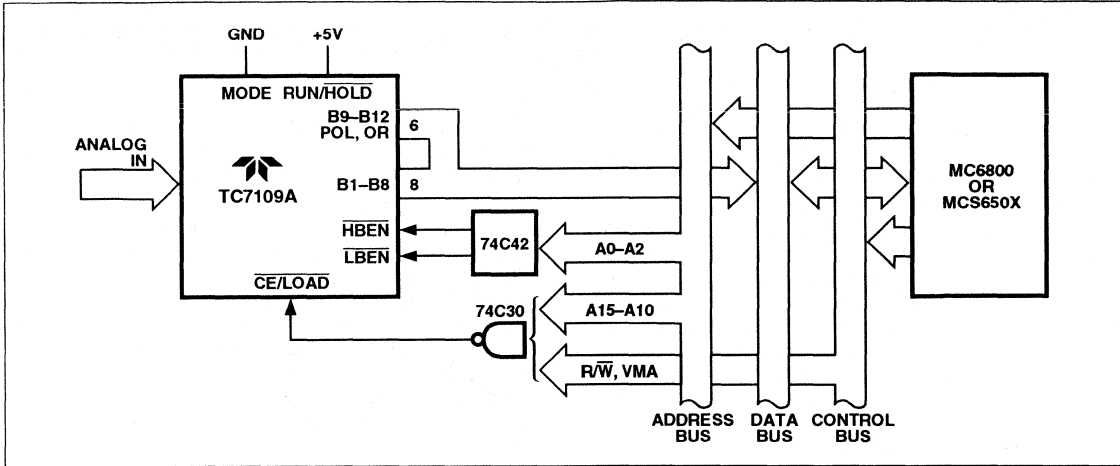 GND
+5V
MODE RUN/HOLD
B9–B12
POL, OR
6
ANALOG
IN
TC7109A
B1–B8
8
HBEN
LBEN
CE/LOAD
74C42
A0–A2
74C30
A15–A10
R/W, VMA
MC6800
OR
MCS650X
ADDRESS
BUS
DATA
BUS
CONTROL
BUS